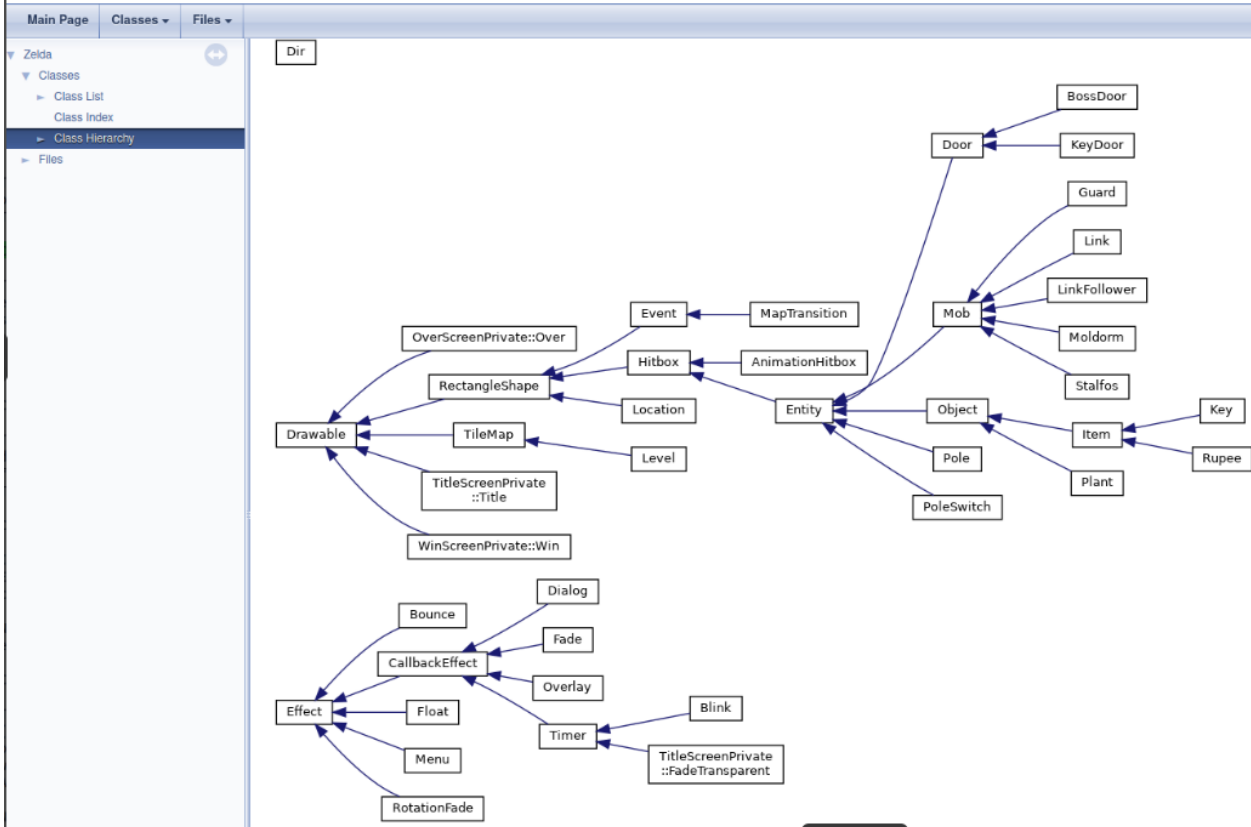 Main Page
Classes
Files
Zelda
Classes
Class List
Class Index
Class Hierarchy
Files
Dir
BossDoor
Door
KeyDoor
Guard
Link
LinkFollower
Event
MapTransition
Mob
OverScreenPrivate::Over
Moldorm
Hitbox
AnimationHitbox
RectangleShape
Stalfos
Location
Entity
Object
Key
Drawable
TileMap
Item
Level
Pole
Rupee
TitleScreenPrivate
::Title
Plant
PoleSwitch
WinScreenPrivate::Win
Dialog
Bounce
Fade
CallbackEffect
Overlay
Effect
Float
Blink
Timer
Menu
TitleScreenPrivate
::FadeTransparent
RotationFade